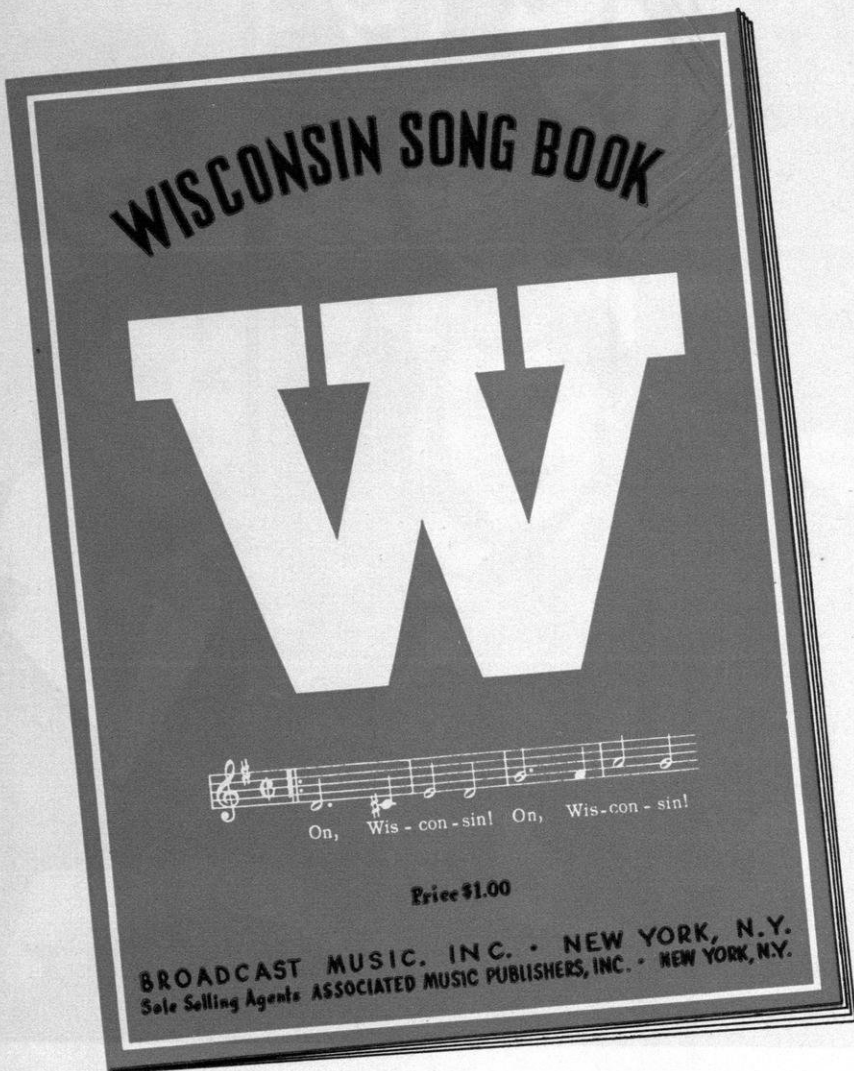 WISCONSIN SONG BOOK
W
On, Wis - con - sin! On, Wis - con - sin!
Price $1.00
BROADCAST MUSIC. INC. · NEW YORK, N.Y.
Sole Selling Agents ASSOCIATED MUSIC PUBLISHERS, INC. · NEW YORK, N.Y.